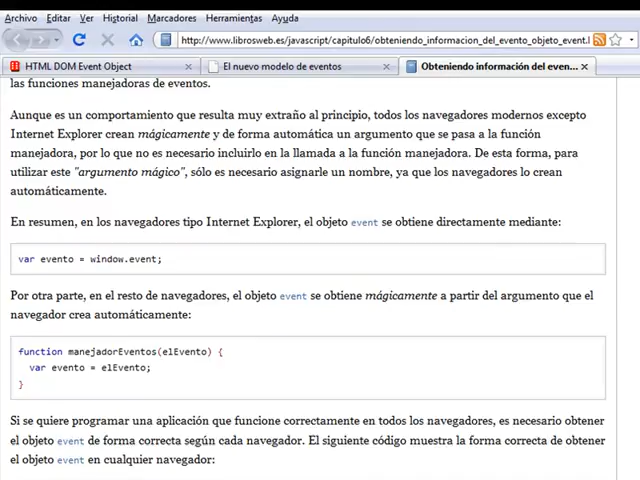 Archivo Editar Ver Historial Marcadores Herramientas Ayuda
http://www.librosweb.es/javascript/capitulo6/obteniendo_informacion_del_evento_objeto_event.l
HTML DOM Event Object El nuevo modelo de eventos Obteniendo información del even...
las funciones manejadoras de eventos.
Aunque es un comportamiento que resulta muy extraño al principio, todos los navegadores modernos excepto
Internet Explorer crean mágicamente y de forma automática un argumento que se pasa a la función
manejadora, por lo que no es necesario incluirlo en la llamada a la función manejadora. De esta forma, para
utilizar este "argumento mágico", sólo es necesario asignarle un nombre, ya que los navegadores lo crean
automáticamente.
En resumen, en los navegadores tipo Internet Explorer, el objeto event se obtiene directamente mediante:
var evento = window.event;
Por otra parte, en el resto de navegadores, el objeto event se obtiene mágicamente a partir del argumento que el
navegador crea automáticamente:
function manejadorEventos(elEvento) {
var evento = elEvento;
}
Si se quiere programar una aplicación que funcione correctamente en todos los navegadores, es necesario obtener
el objeto event de forma correcta según cada navegador. El siguiente código muestra la forma correcta de obtener
el objeto event en cualquier navegador: